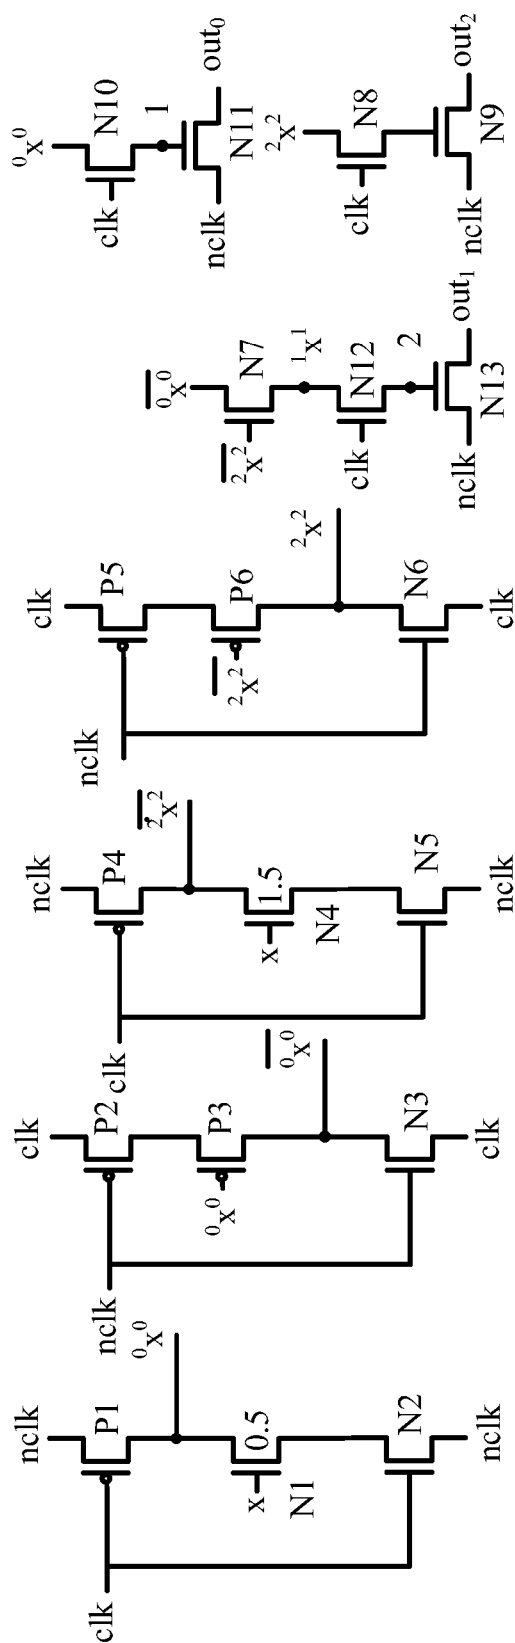 nclk
P1
clk
⁰x⁰
0.5
x
N1
N2
nclk
clk
P2
nclk
P3
⁰x⁰
⁰x⁰
N3
clk
nclk
P4
clk
²x²
1.5
x
N4
N5
nclk
clk
P5
nclk
P6
²x²
²x²
N6
clk
⁰x⁰
N7
²x²
¹x¹
N12
clk
2
nclk
N13
out₁
⁰x⁰
N10
clk
1
nclk
N11
out₀
²x²
N8
clk
nclk
N9
out₂